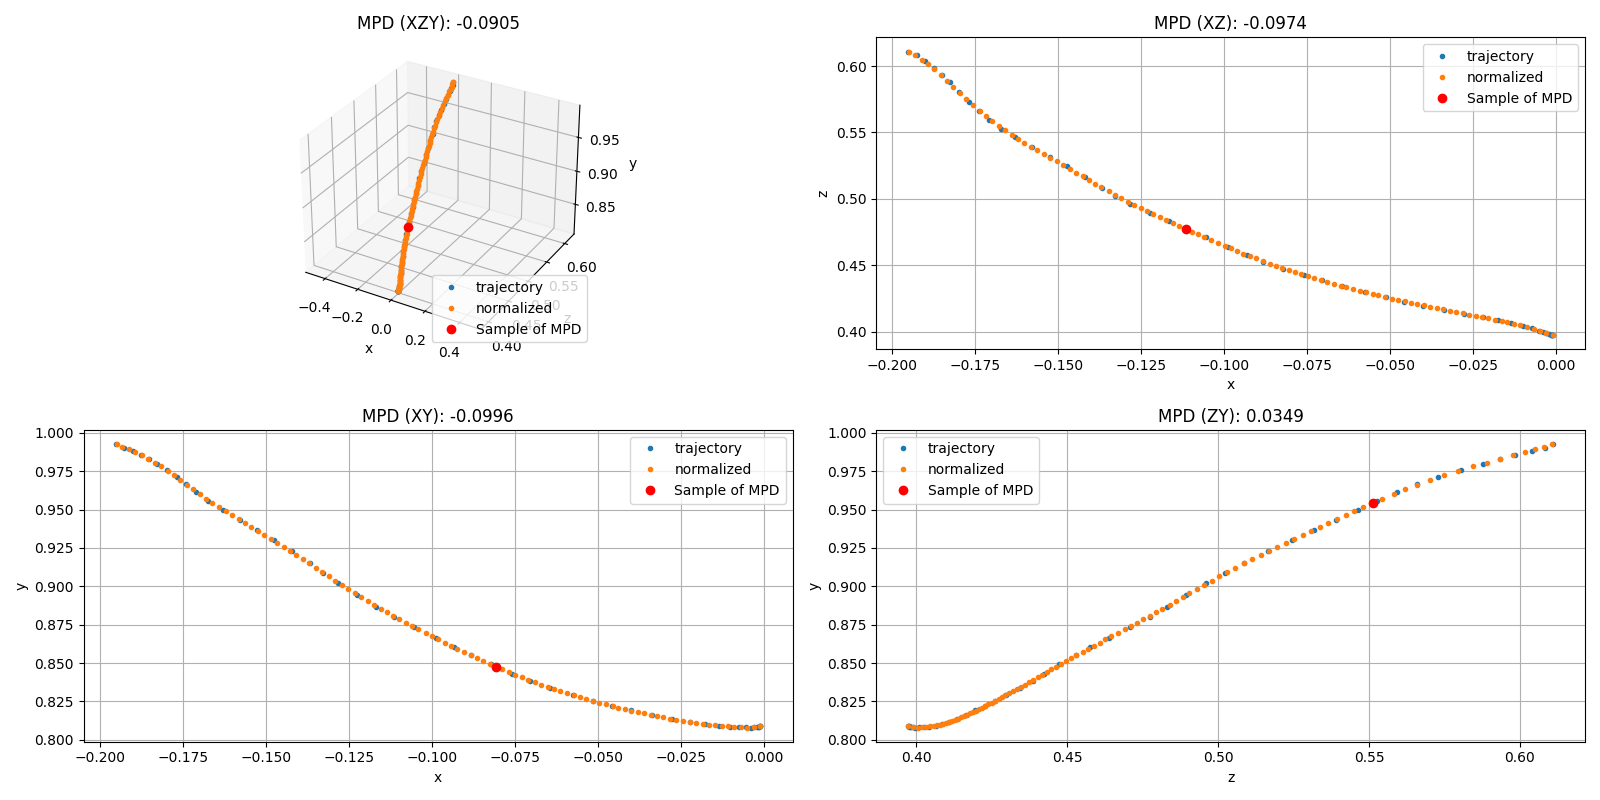 MPD (XZY): -0.0905
0.95
0.90
0.85
y
0.60
0.55
0.50
0.45
0.40
z
−0.4
−0.2
0.0
0.2
0.4
x
trajectory
normalized
Sample of MPD
MPD (XZ): -0.0974
0.60
0.55
0.50
0.45
0.40
z
trajectory
normalized
Sample of MPD
−0.200
−0.175
−0.150
−0.125
−0.100
−0.075
−0.050
−0.025
0.000
x
MPD (XY): -0.0996
1.000
0.975
0.950
0.925
0.900
0.875
0.850
0.825
0.800
y
trajectory
normalized
Sample of MPD
−0.200
−0.175
−0.150
−0.125
−0.100
−0.075
−0.050
−0.025
0.000
x
MPD (ZY): 0.0349
1.000
0.975
0.950
0.925
0.900
0.875
0.850
0.825
0.800
y
trajectory
normalized
Sample of MPD
0.40
0.45
0.50
0.55
0.60
z